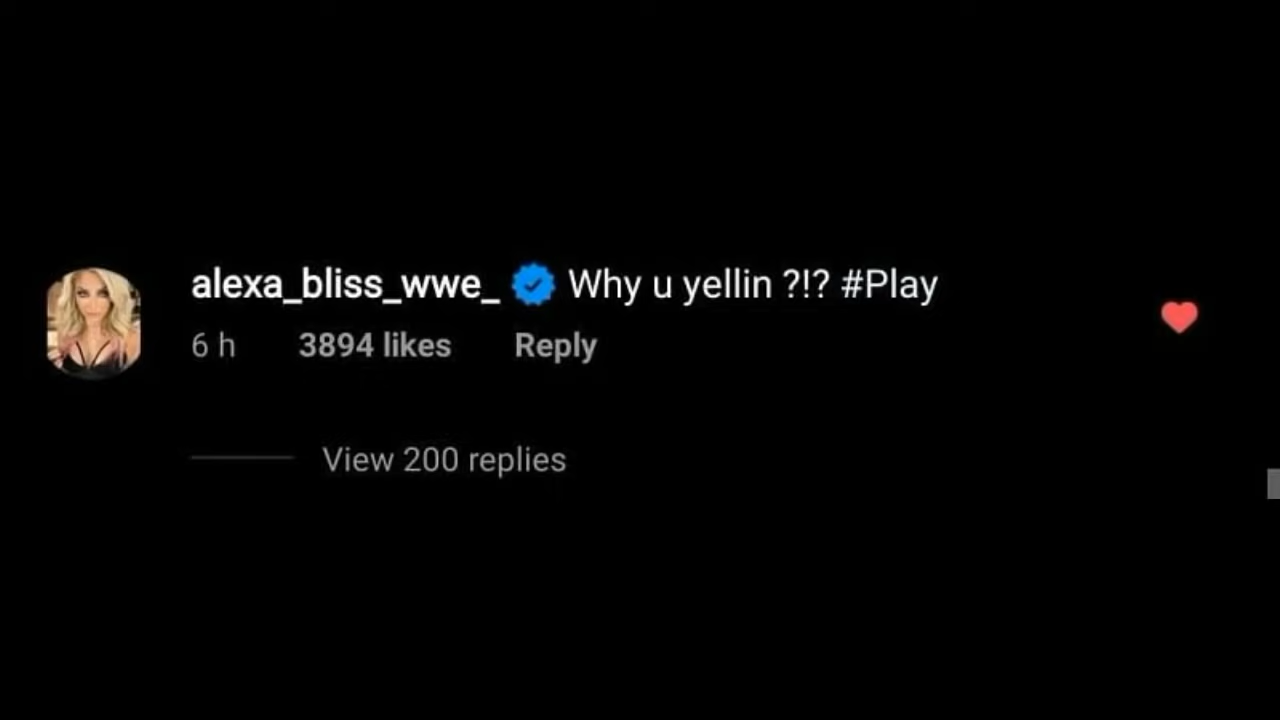 alexa_bliss_wwe_ Why u yellin ?!? #Play
6 h 3894 likes Reply
View 200 replies